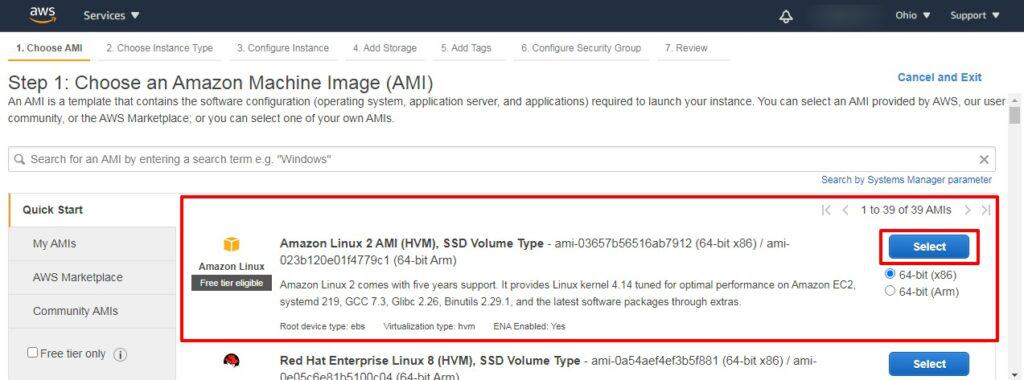 aws
Services
Ohio
Support
1. Choose AMI
2. Choose Instance Type
3. Configure Instance
4. Add Storage
5. Add Tags
6. Configure Security Group
7. Review
Step 1: Choose an Amazon Machine Image (AMI)
Cancel and Exit
An AMI is a template that contains the software configuration (operating system, application server, and applications) required to launch your instance. You can select an AMI provided by AWS, our user
community, or the AWS Marketplace; or you can select one of your own AMIs.
Search for an AMI by entering a search term e.g. "Windows"
Search by Systems Manager parameter
Quick Start
My AMIs
AWS Marketplace
Community AMIs
Free tier only
1 to 39 of 39 AMIs
Amazon Linux
Free tier eligible
Amazon Linux 2 AMI (HVM), SSD Volume Type - ami-03657b56516ab7912 (64-bit x86) / ami-
023b120e01f4779c1 (64-bit Arm)
Amazon Linux 2 comes with five years support. It provides Linux kernel 4.14 tuned for optimal performance on Amazon EC2,
systemd 219, GCC 7.3, Glibc 2.26, Binutils 2.29.1, and the latest software packages through extras.
Root device type: ebs Virtualization type: hvm ENA Enabled: Yes
Select
64-bit (x86)
64-bit (Arm)
Red Hat Enterprise Linux 8 (HVM), SSD Volume Type - ami-0a54aef4ef3b5f881 (64-bit x86) / ami-
0e05c6e81b5100c04 (64-bit Arm)
Select